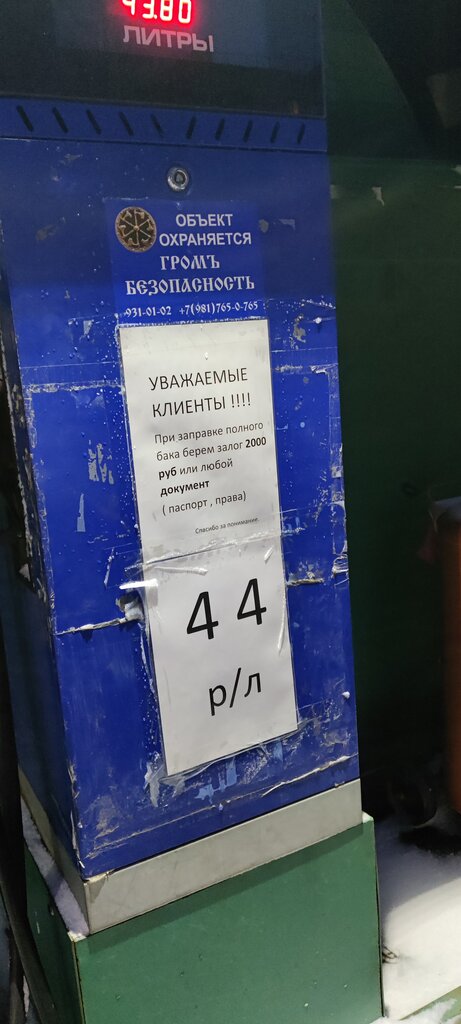 43.80
ЛИТРЫ
ОБЪЕКТ
ОХРАНЯЕТСЯ
ГРОМЪ
БЕЗОПАСНОСТЬ
931-01-02 +7(981)765-0-765
УВАЖАЕМЫЕ
КЛИЕНТЫ !!!!
При заправке полного
бака берем залог 2000
руб или любой
документ
( паспорт , права)
Спасибо за понимание.
44
р/л